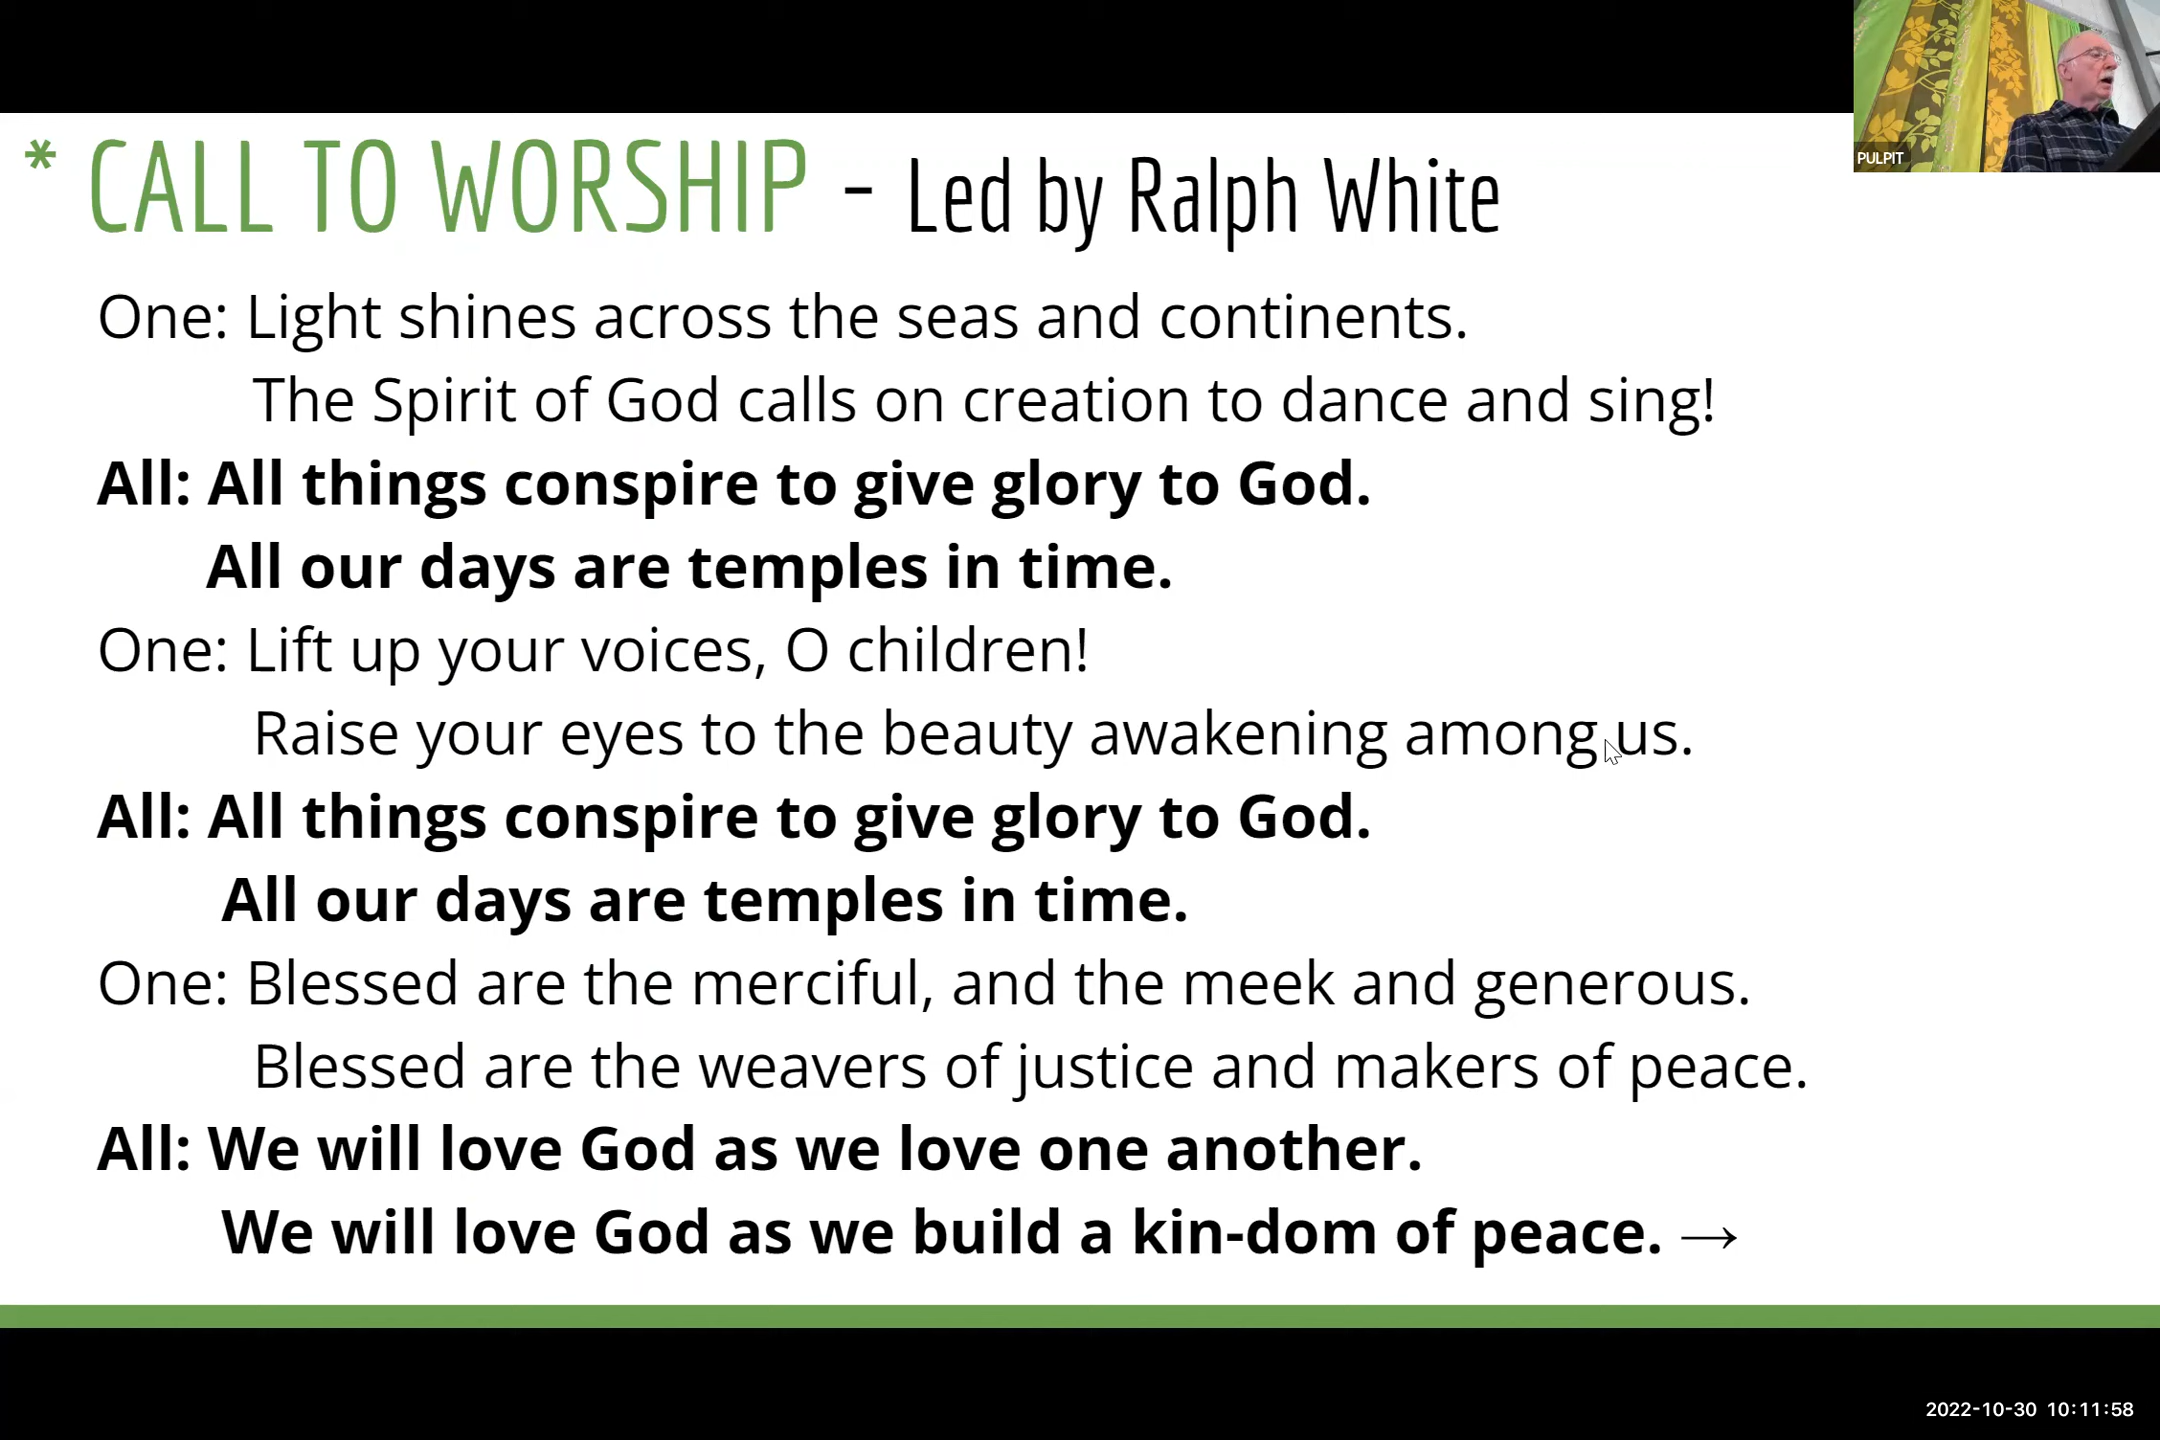 PULPIT
* CALL TO WORSHIP - Led by Ralph White
One: Light shines across the seas and continents.
The Spirit of God calls on creation to dance and sing!
All: All things conspire to give glory to God.
All our days are temples in time.
One: Lift up your voices, O children!
Raise your eyes to the beauty awakening among us.
All: All things conspire to give glory to God.
All our days are temples in time.
One: Blessed are the merciful, and the meek and generous.
Blessed are the weavers of justice and makers of peace.
All: We will love God as we love one another.
We will love God as we build a kin-dom of peace. →
2022-10-30 10:11:58